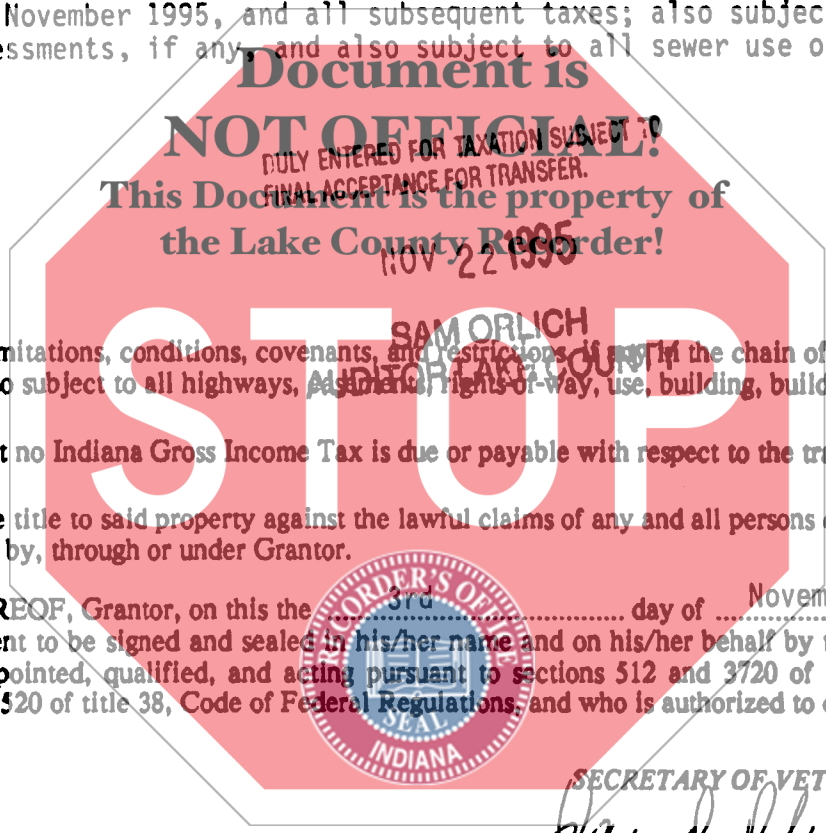 November 1995, and all subsequent taxes; also subjec
ssments, if any, and also subject to all sewer use o
Document is
NOT OFFICIAL!
DULY ENTERED FOR TAXATION SUBJECT TO
FINAL ACCEPTANCE FOR TRANSFER.
This Document is the property of
the Lake County Recorder!
NOV 22 1995
SAM ORLICH
AUDITOR LAKE COUNTY
STOP
mitations, conditions, covenants, and restrictions, if any, in the chain of
o subject to all highways, easements, rights-of-way, use, building, build
t no Indiana Gross Income Tax is due or payable with respect to the tra
e title to said property against the lawful claims of any and all persons
by, through or under Grantor.
REOF, Grantor, on this the 3rd day of Novem
nt to be signed and sealed in his/her name and on his/her behalf by
pointed, qualified, and acting pursuant to sections 512 and 3720 of
520 of title 38, Code of Federal Regulations, and who is authorized to
RECORDER'S OFFICE
SEAL
INDIANA
SECRETARY OF VET